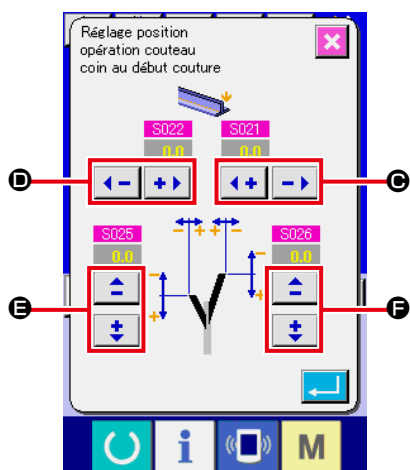 Réglage position
opération couteau
coin au début couture
S022 S021
0.0 0.0
D C
S025 S026
0.0 0.0
E F
i M